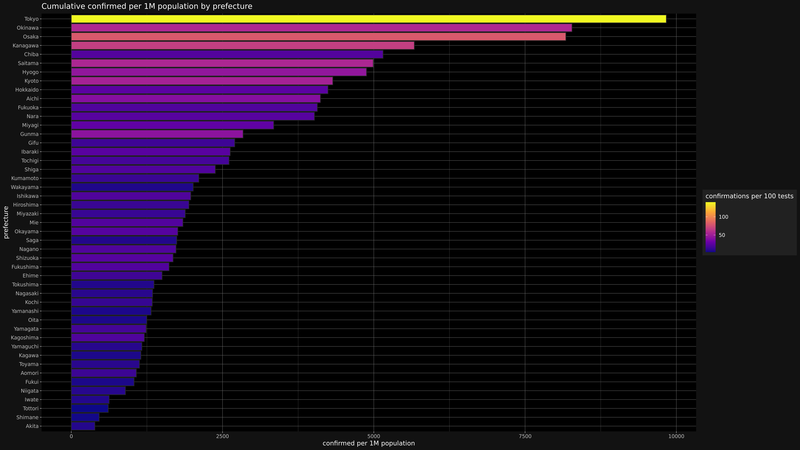 Cumulative confirmed per 1M population by prefecture
Tokyo
Okinawa
Osaka
Kanagawa
Chiba
Saitama
Hyogo
Kyoto
Hokkaido
Aichi
Fukuoka
Nara
Miyagi
Gunma
Gifu
Ibaraki
Tochigi
Shiga
Kumamoto
Wakayama
Ishikawa
Hiroshima
Miyazaki
Mie
Okayama
Saga
Nagano
Shizuoka
Fukushima
Ehime
Tokushima
Nagasaki
Kochi
Yamanashi
Oita
Yamagata
Kagoshima
Yamaguchi
Kagawa
Toyama
Aomori
Fukui
Niigata
Iwate
Tottori
Shimane
Akita
prefecture
0 2500 5000 7500 10000
confirmed per 1M population
confirmations per 100 tests
100
50